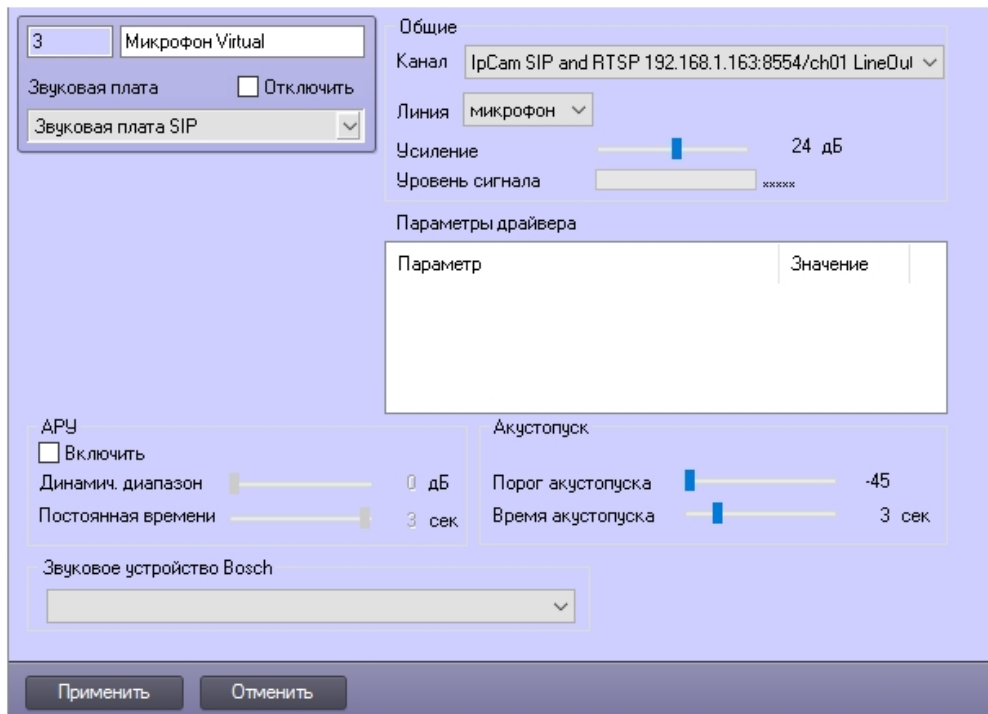 3
Микрофон Virtual
Звуковая плата
Отключить
Звуковая плата SIP
Общие
Канал
IpCam SIP and RTSP 192.168.1.163:8554/ch01 LineOut
Линия
микрофон
Усиление
24 дБ
Уровень сигнала
xxxxx
Параметры драйвера
Параметр
Значение
АРУ
Включить
Динамич. диапазон
0 дБ
Постоянная времени
3 сек
Акустопуск
Порог акустопуска
-45
Время акустопуска
3 сек
Звуковое устройство Bosch
Применить
Отменить